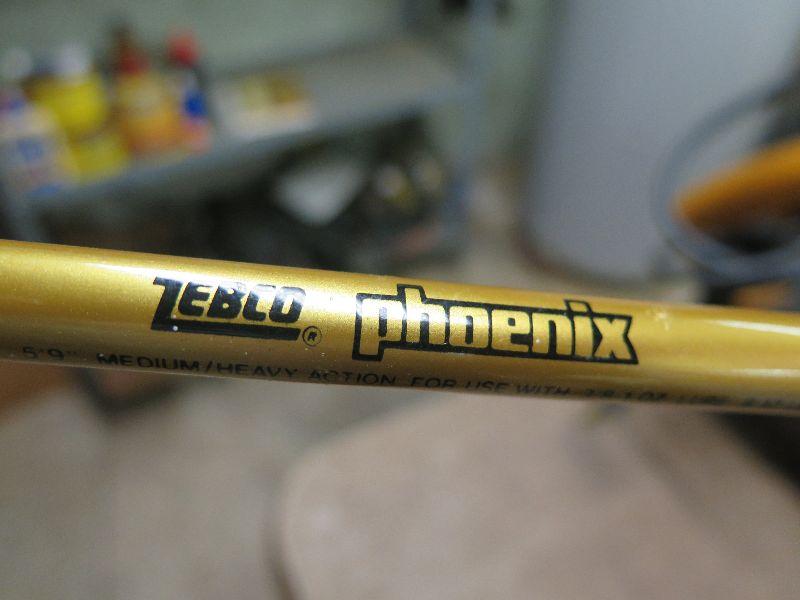 ZEBCO® phoenix
5'9" MEDIUM/HEAVY ACTION FOR USE WITH